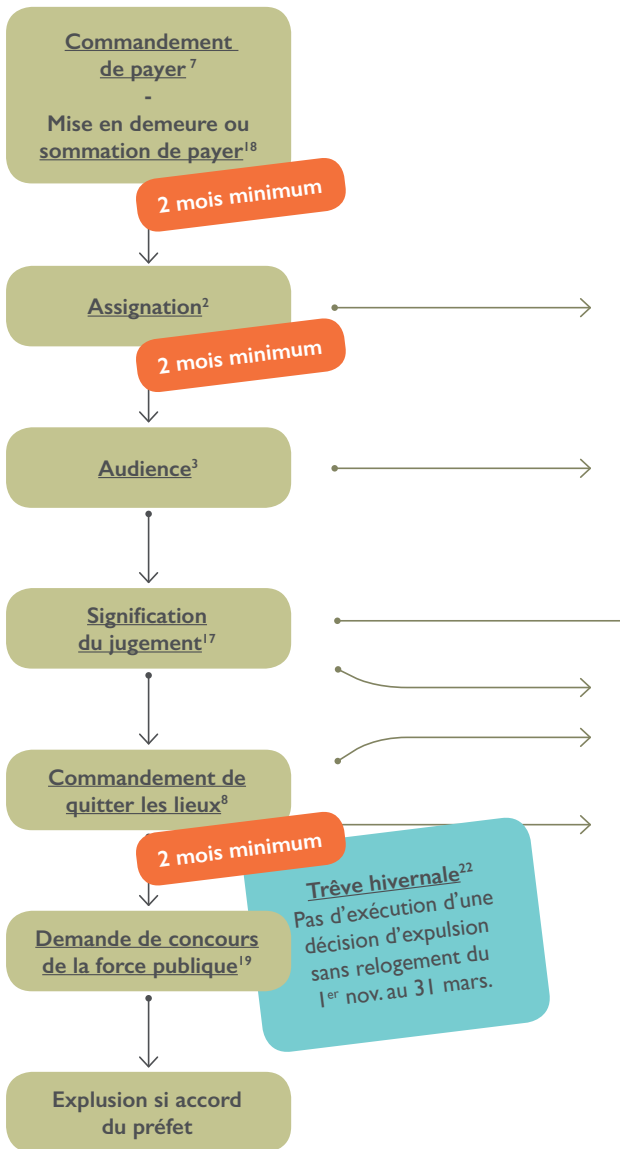 Commandement
de payer 7
-
Mise en demeure ou
sommation de payer18
2 mois minimum
Assignation2
2 mois minimum
Audience3
Signification
du jugement17
Commandement de
quitter les lieux8
2 mois minimum
Trêve hivernale22
Pas d'exécution d'une
décision d'expulsion
sans relogement du
1er nov. au 31 mars.
Demande de concours
de la force publique19
Explusion si accord
du préfet